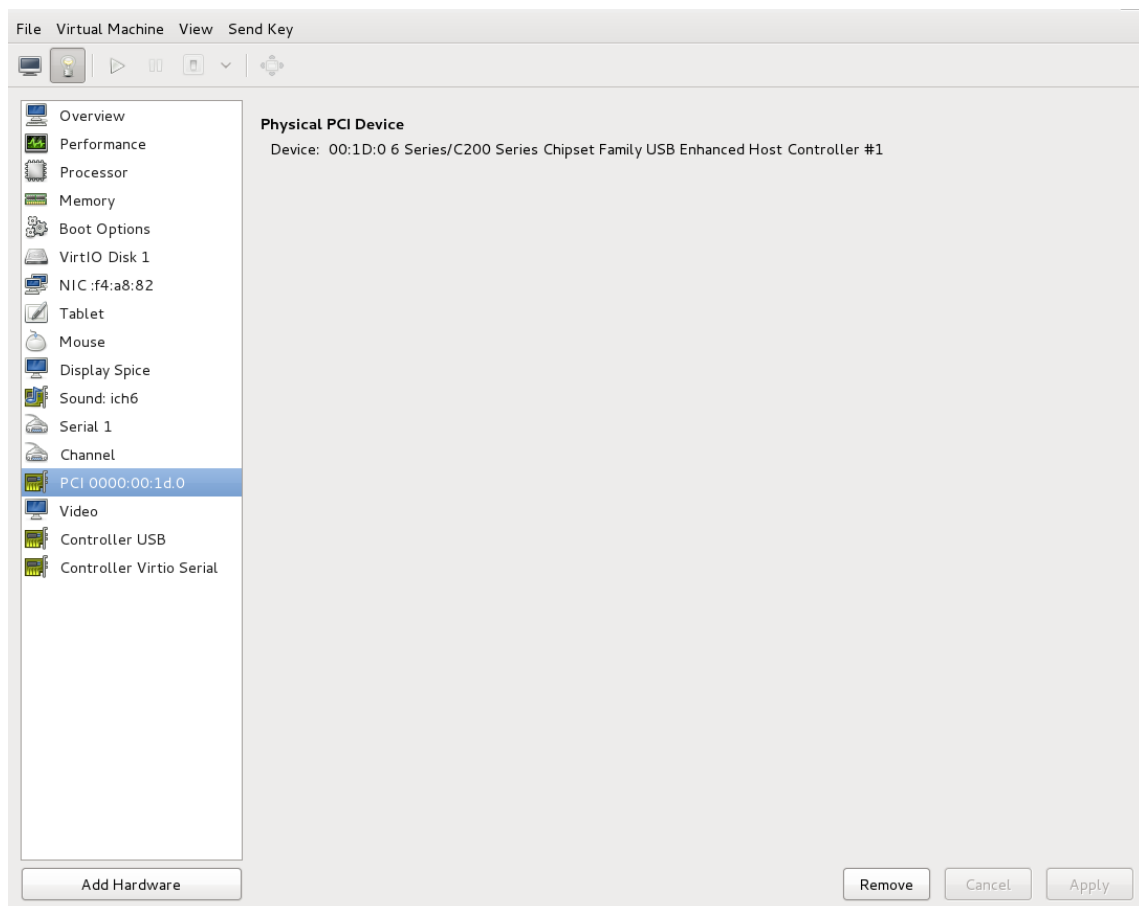 File Virtual Machine View Send Key
Overview
Performance
Processor
Memory
Boot Options
VirtIO Disk 1
NIC :f4:a8:82
Tablet
Mouse
Display Spice
Sound: ich6
Serial 1
Channel
PCI 0000:00:1d.0
Video
Controller USB
Controller Virtio Serial
Add Hardware
Physical PCI Device
Device: 00:1D:0 6 Series/C200 Series Chipset Family USB Enhanced Host Controller #1
Remove Cancel Apply